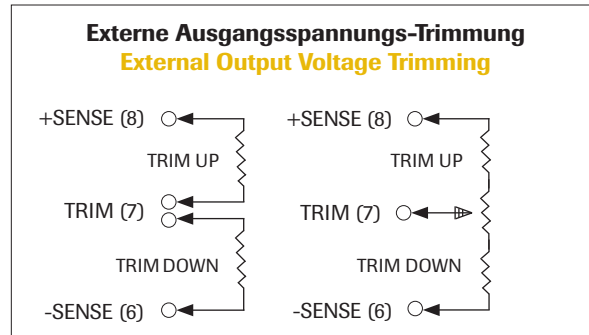 Externe Ausgangsspannungs-Trimmung
External Output Voltage Trimming
+SENSE (8)
TRIM UP
TRIM (7)
TRIM DOWN
-SENSE (6)
+SENSE (8)
TRIM UP
TRIM (7)
TRIM DOWN
-SENSE (6)